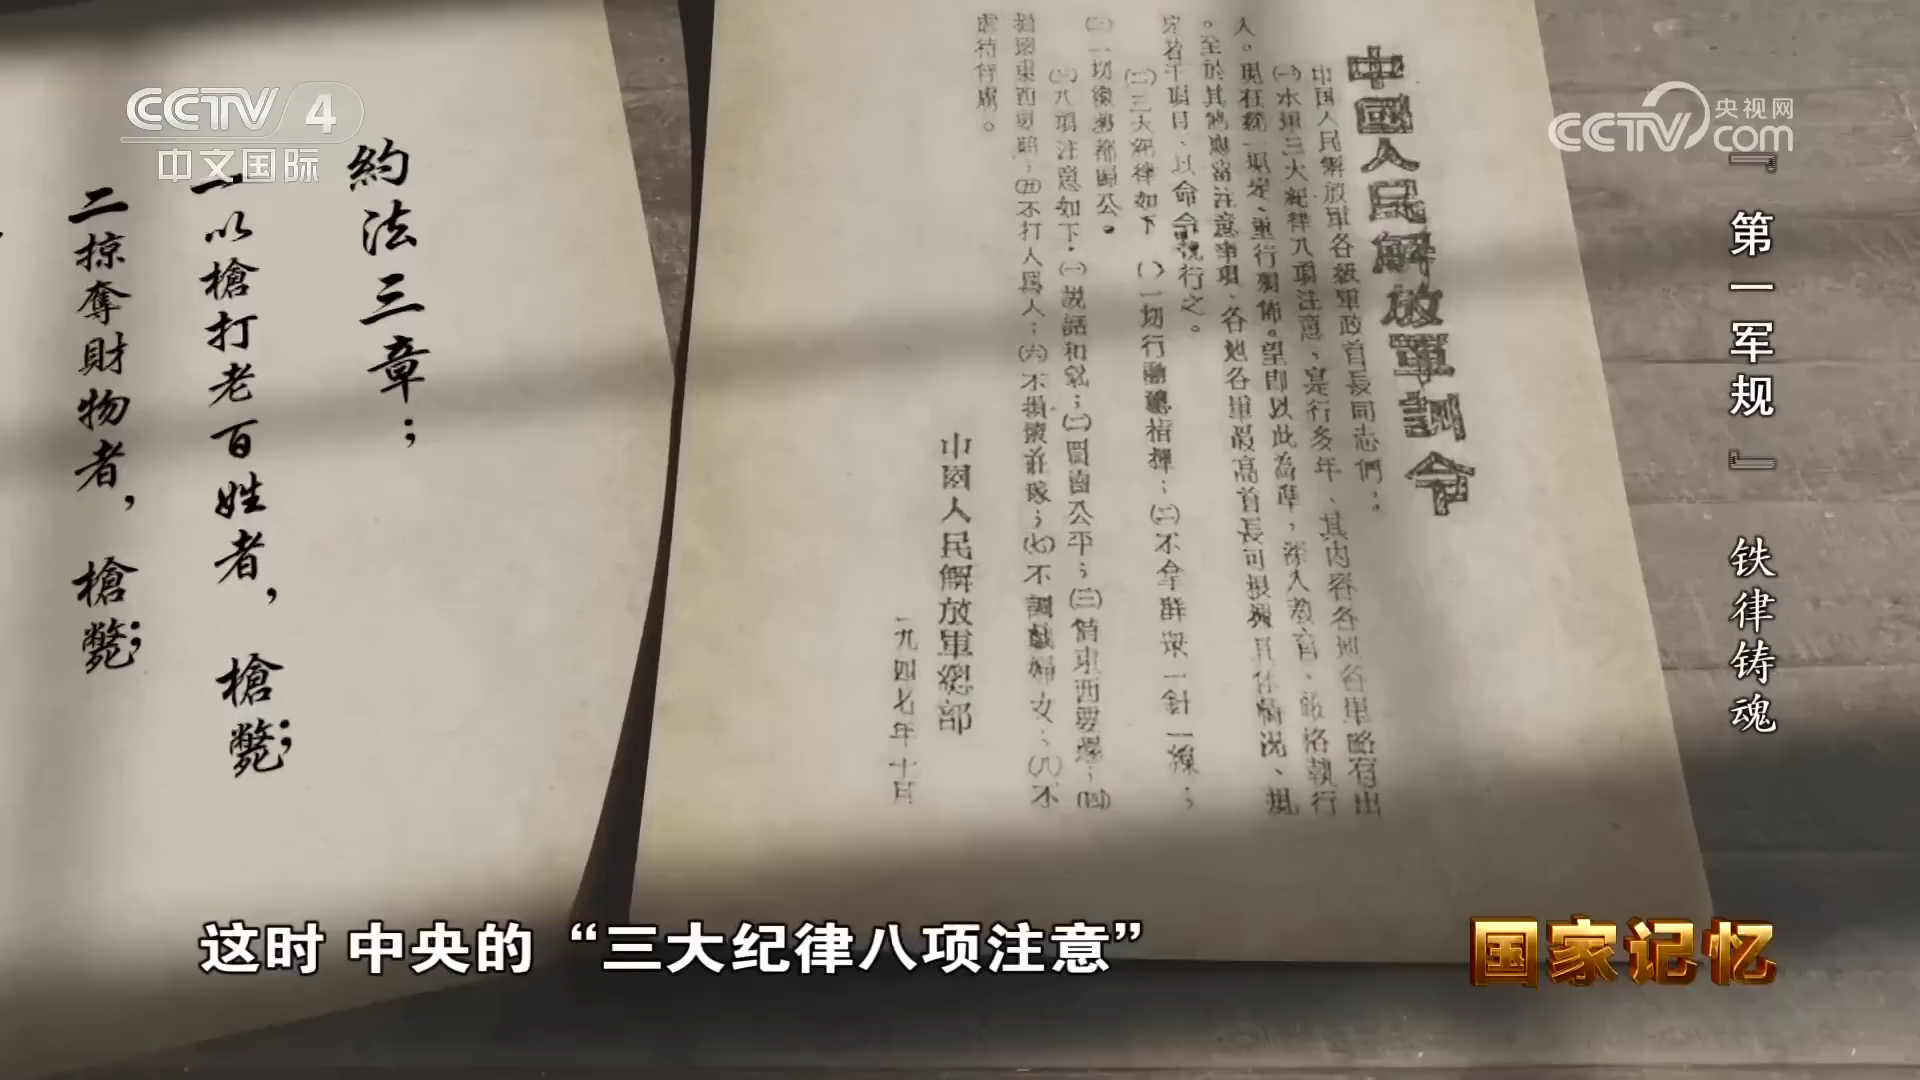 CCTV 4
中文国际
CCTV 央视网
com
『第一军规』 铁律铸魂
中國人民解放軍訓令
中国人民解放軍各級軍政首長同志們：
㈠本軍三大紀律八項注意，寔行多年、其內容各地各軍略有出
人。現在統一規定、重行頒佈。望即以此為準，深入教育、嚴格執行
。至於其他應當注意事項、各地各軍最高首長可根據具体情況、規
定若干項目、以命令說行之。
㈡三大紀律如下 ㈠一切行動聽指揮；㈡不拿群衆一針一線；
㈢一切繳獲都歸公。
㈢八項注意如下·㈠説話和氣；㈡買賣公平；㈢借東西要還；㈣
損壞東西要賠；㈤不打人罵人；㈥不損懷莊稼；㈦不調戲婦女；㈧不
虐待俘虜。
中國人民解放軍總部
一九四七年十月
約法三章；
一以槍打老百姓者，槍斃；
二掠奪財物者，槍斃；
这时 中央的“三大纪律八项注意”
国家记忆